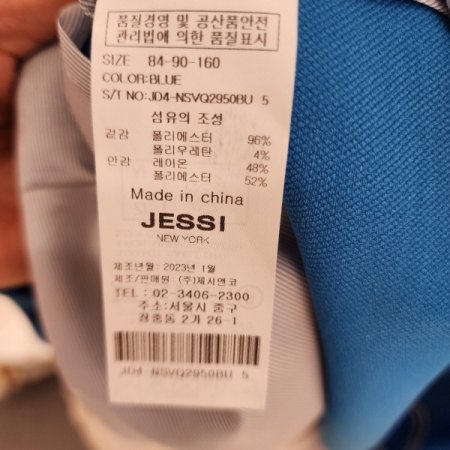 품질경영 및 공산품안전
관리법에 의한 품질표시
SIZE 84-90-160
COLOR:BLUE
S/T NO:JD4-NSVQ2950BU 5
섬유의 조성
겉감 폴리에스터 96%
폴리우레탄 4%
안감 레이온 48%
폴리에스터 52%
Made in china
JESSI
NEW YORK
제조년월: 2023년 1월
제조/판매원: (주)제시앤코
TEL : 02-3406-2300
주소:서울시 중구
장충동 2가 26-1
JD4-NSVQ2950BU 5